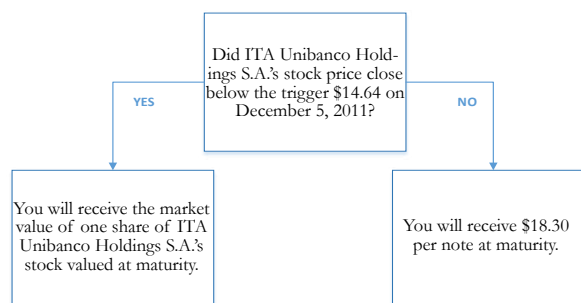 Did ITA Unibanco Hold-
ings S.A.'s stock price close
below the trigger $14.64 on
December 5, 2011?
YES
NO
You will receive the market
value of one share of ITA
Unibanco Holdings S.A.'s
stock valued at maturity.
You will receive $18.30
per note at maturity.